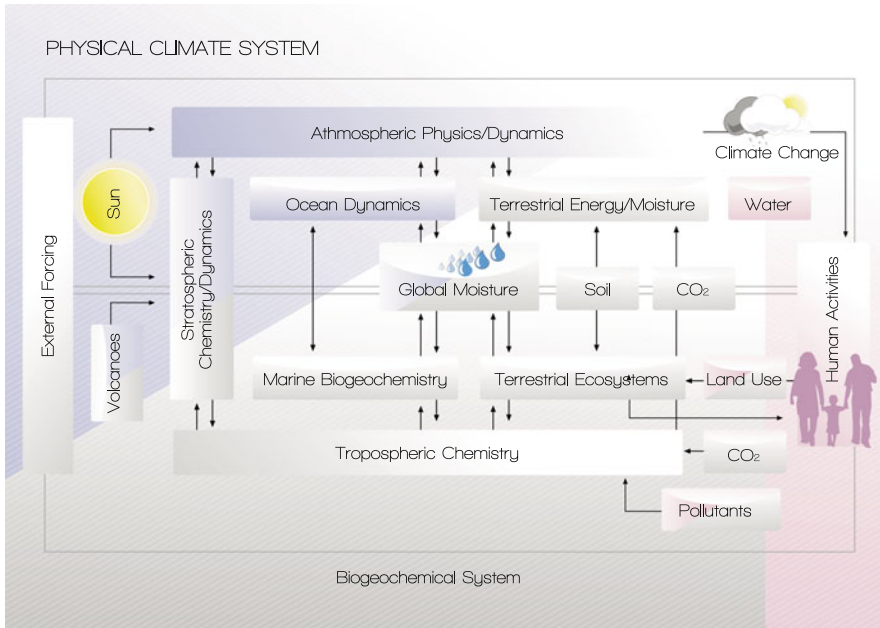 PHYSICAL CLIMATE SYSTEM
Athmospheric Physics/Dynamics
Climate Change
Sun
Ocean Dynamics
Terrestrial Energy/Moisture
Water
External Forcing
Stratospheric
Chemistry/Dynamics
Global Moisture
Soil
CO₂
Human Activities
Volcanoes
Marine Biogeochemistry
Terrestrial Ecosystems
Land Use
Tropospheric Chemistry
CO₂
Pollutants
Biogeochemical System